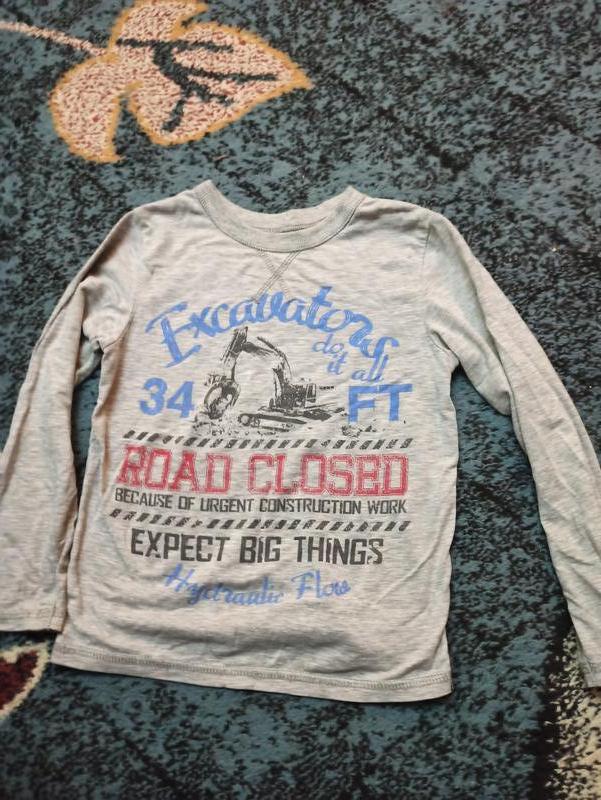 Excavators
do
it all
34 FT
ROAD CLOSED
BECAUSE OF URGENT CONSTRUCTION WORK
EXPECT BIG THINGS
Hydraulic Flow